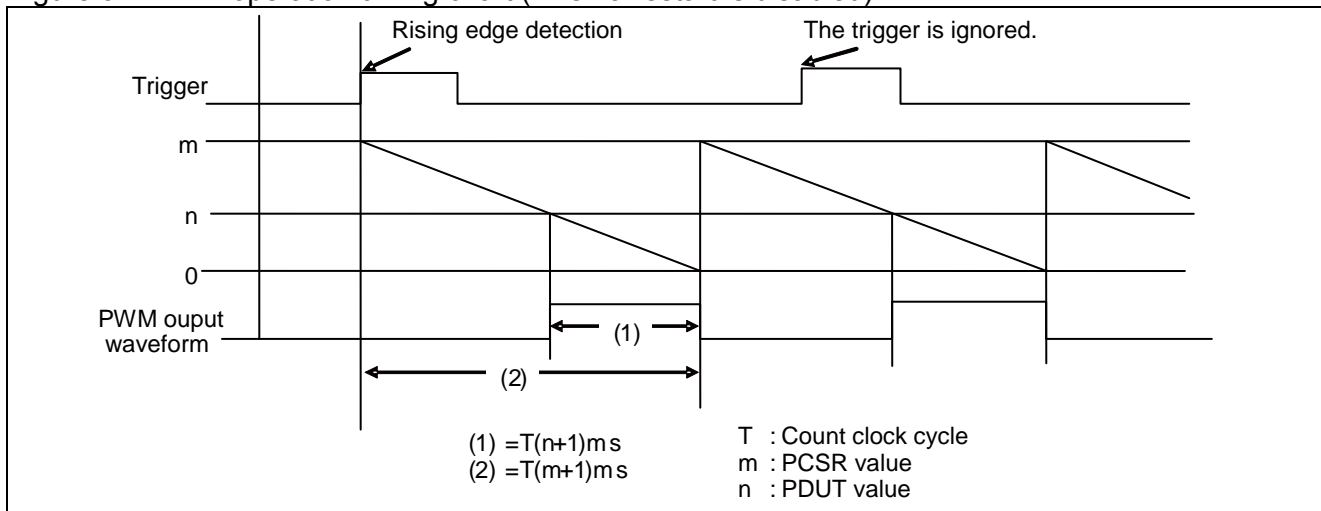 Rising edge detection
The trigger is ignored.
Trigger
m
n
0
PWM ouput
waveform
(1)
(2)
(1) =T(n+1)ms
(2) =T(m+1)ms
T : Count clock cycle
m : PCSR value
n : PDUT value